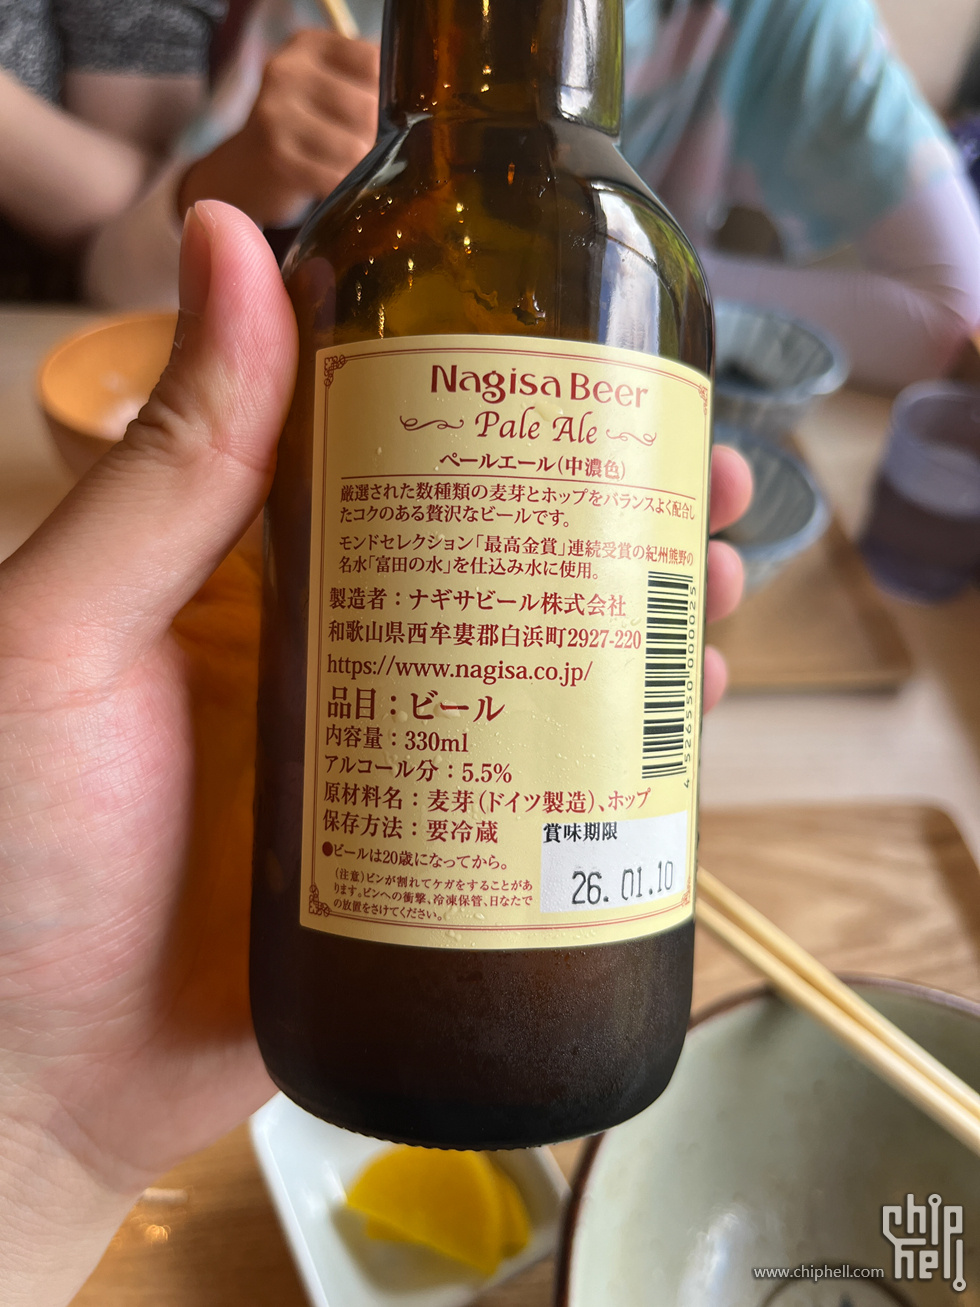 Nagisa Beer
Pale Ale
ペールエール(中濃色)
厳選された数種類の麦芽とホップをバランスよく配合し
たコクのある贅沢なビールです。
モンドセレクション「最高金賞」連続受賞の紀州熊野の
名水「富田の水」を仕込み水に使用。
製造者：ナギサビール株式会社
和歌山県西牟婁郡白浜町2927-220
https://www.nagisa.co.jp/
品目：ビール
内容量：330ml
アルコール分：5.5%
原材料名：麦芽(ドイツ製造)、ホップ
保存方法：要冷蔵
●ビールは20歳になってから。
(注意)ビンが割れてケガをすることがあ
ります。ビンへの衝撃、冷凍保管、日なたで
の放置をさけてください。
賞味期限
26.01.10
4 526550 000025
chip
hell
www.chiphell.com